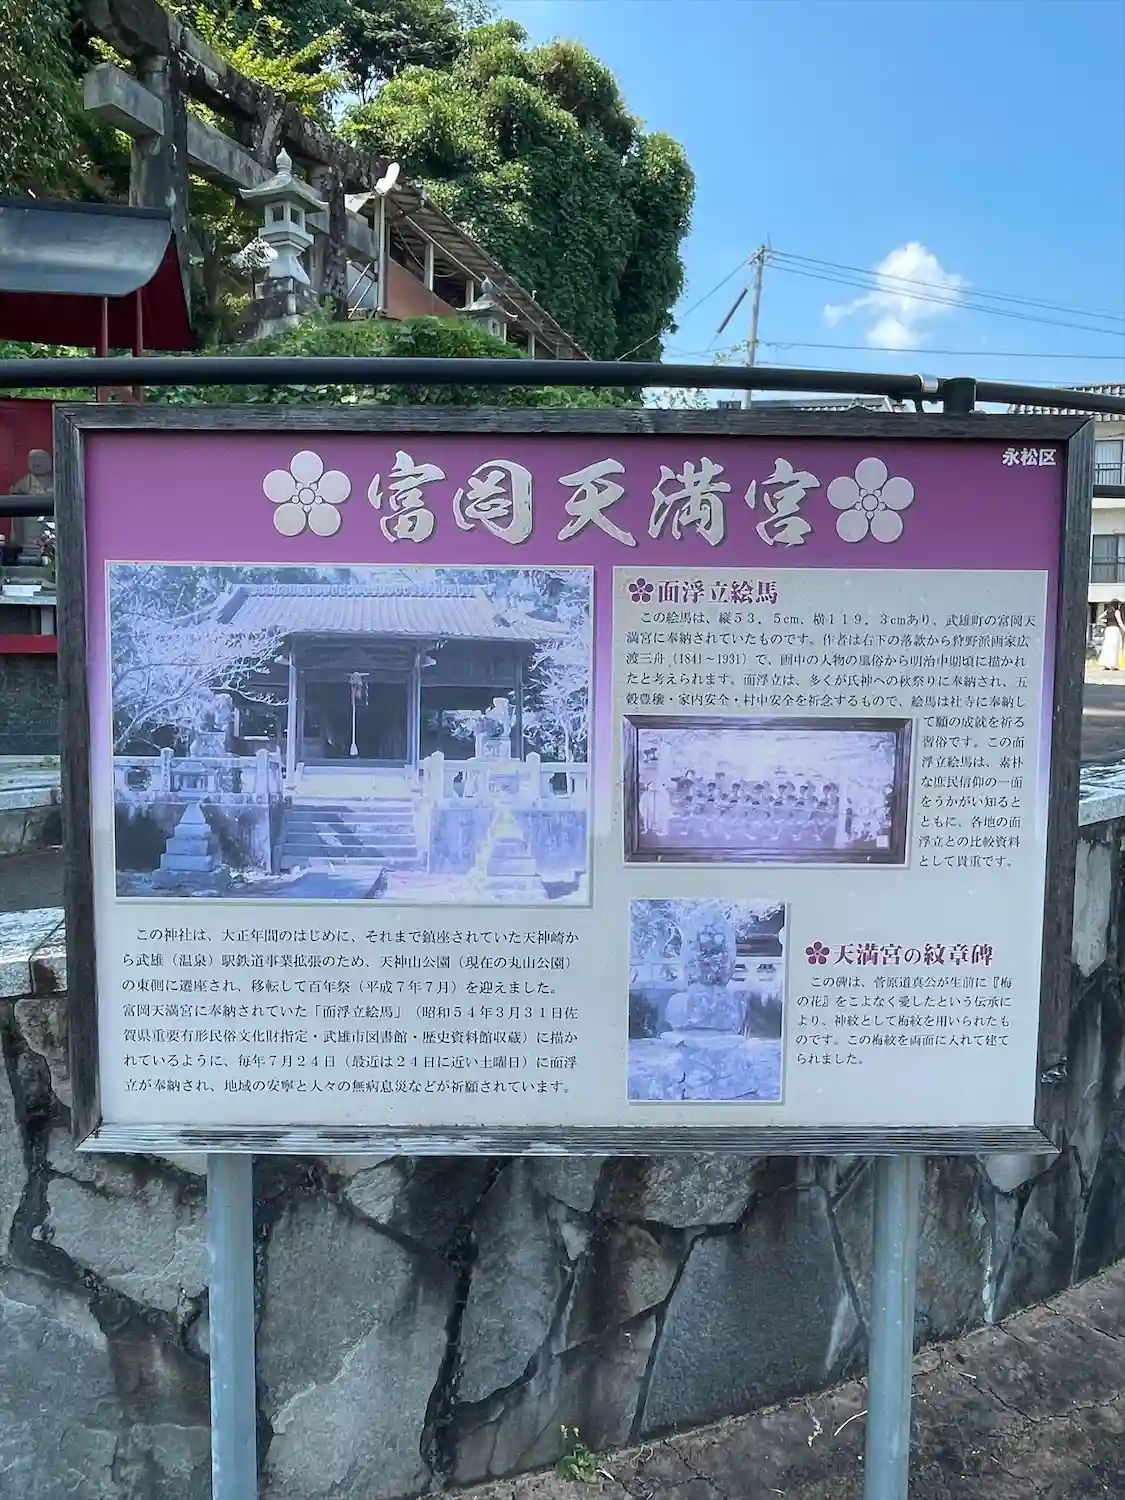 永松区
富岡天満宮
この神社は、大正年間のはじめに、それまで鎮座されていた天神崎か
ら武雄（温泉）駅鉄道事業拡張のため、天神山公園（現在の丸山公園）
の東側に遷座され、移転して百年祭（平成７年７月）を迎えました。
富岡天満宮に奉納されていた「面浮立絵馬」（昭和５４年３月３１日佐
賀県重要有形民俗文化財指定・武雄市図書館・歴史資料館収蔵）に描か
れているように、毎年７月２４日（最近は２４日に近い土曜日）に面浮
立が奉納され、地域の安寧と人々の無病息災などが祈願されています。
面浮立絵馬
この絵馬は、縦５３．５cm、横１１９．３cmあり、武雄町の富岡天
満宮に奉納されていたものです。作者は右下の落款から狩野派画家広
渡三舟（1841～1931）で、画中の人物の風俗から明治中期頃に描かれ
たと考えられます。面浮立は、多くが氏神への秋祭りに奉納され、五
穀豊穣・家内安全・村中安全を祈念するもので、絵馬は社寺に奉納し
て願の成就を祈る
習俗です。この面
浮立絵馬は、素朴
な庶民信仰の一面
をうかがい知ると
ともに、各地の面
浮立との比較資料
として貴重です。
天満宮の紋章碑
この碑は、菅原道真公が生前に『梅
の花』をこよなく愛したという伝承に
より、神紋として梅紋を用いられたも
のです。この梅紋を両面に入れて建て
られました。